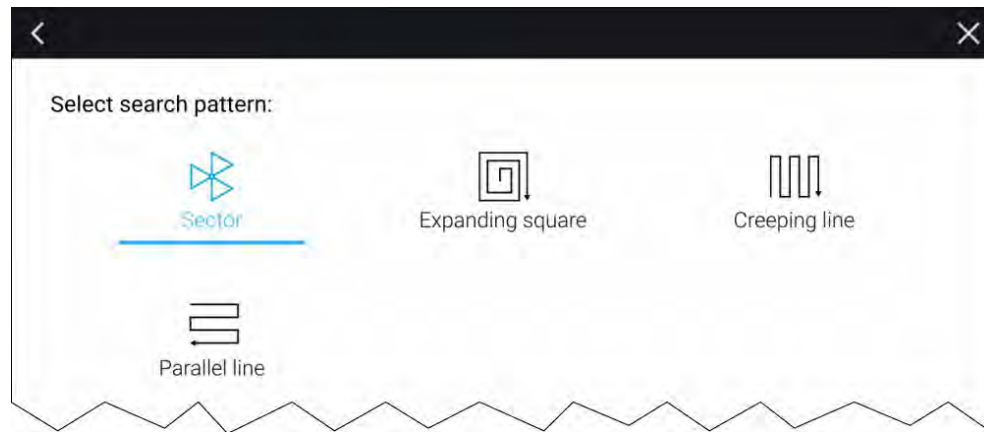 Select search pattern:
Sector
Expanding square
Creeping line
Parallel line